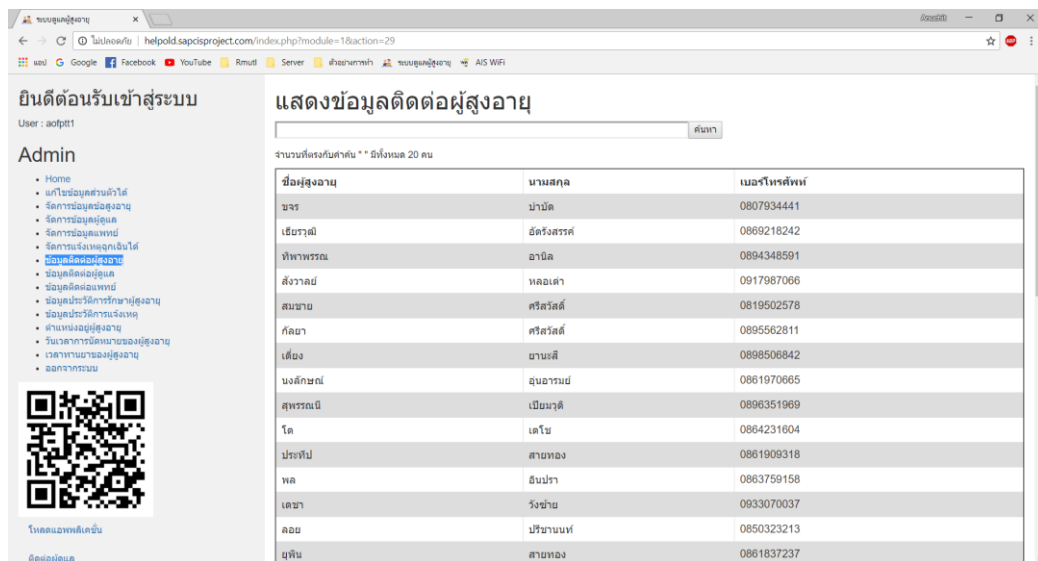 ระบบดูแลผู้สูงอายุ
ไม่ปลอดภัย | helpold.sapcisproject.com/index.php?module=1&action=29
แอป Google Facebook YouTube Rmutl Server ตัวอย่างการทำ ระบบดูแลผู้สูงอายุ AIS WiFi
ยินดีต้อนรับเข้าสู่ระบบ
User : aofptt1
Admin
Home
แก้ไขข้อมูลส่วนตัวได้
จัดการข้อมูลข้อสูงอายุ
จัดการข้อมูลผู้ดูแล
จัดการข้อมูลแพทย์
จัดการแจ้งเหตุฉุกเฉินได้
ข้อมูลติดต่อผู้สูงอายุ
ข้อมูลติดต่อผู้ดูแล
ข้อมูลติดต่อแพทย์
ข้อมูลประวัติการรักษาผู้สูงอายุ
ข้อมูลประวัติการแจ้งเหตุ
ตำแหน่งอยู่ผู้สูงอายุ
วันเวลาการนัดหมายของผู้สูงอายุ
เวลาทานยาของผู้สูงอายุ
ออกจากระบบ
โหลดแอพพลิเคชั่น
ติดต่อผู้ดูแล
แสดงข้อมูลติดต่อผู้สูงอายุ
ค้นหา
จำนวนที่ตรงกับคำค้น " " มีทั้งหมด 20 คน
ชื่อผู้สูงอายุ นามสกุล เบอร์โทรศัพท์
ขจร บำบัด 0807934441
เธียรวุฒิ อัตรังสรรค์ 0869218242
ทิพาพรรณ อานิล 0894348591
สังวาลย์ หลอเต่า 0917987066
สมชาย ศรีสวัสดิ์ 0819502578
กัลยา ศรีสวัสดิ์ 0895562811
เตี่ยง ยานะสี 0898506842
นงลักษณ์ อุ่นอารมย์ 0861970665
สุพรรณนี เปียมวุติ 0896351969
โต เตโช 0864231604
ประทีป สายทอง 0861909318
พล อินปรา 0863759158
เดชา วังซ้าย 0933070037
ลอย ปรียานนท์ 0850323213
ยุพิน สายทอง 0861837237